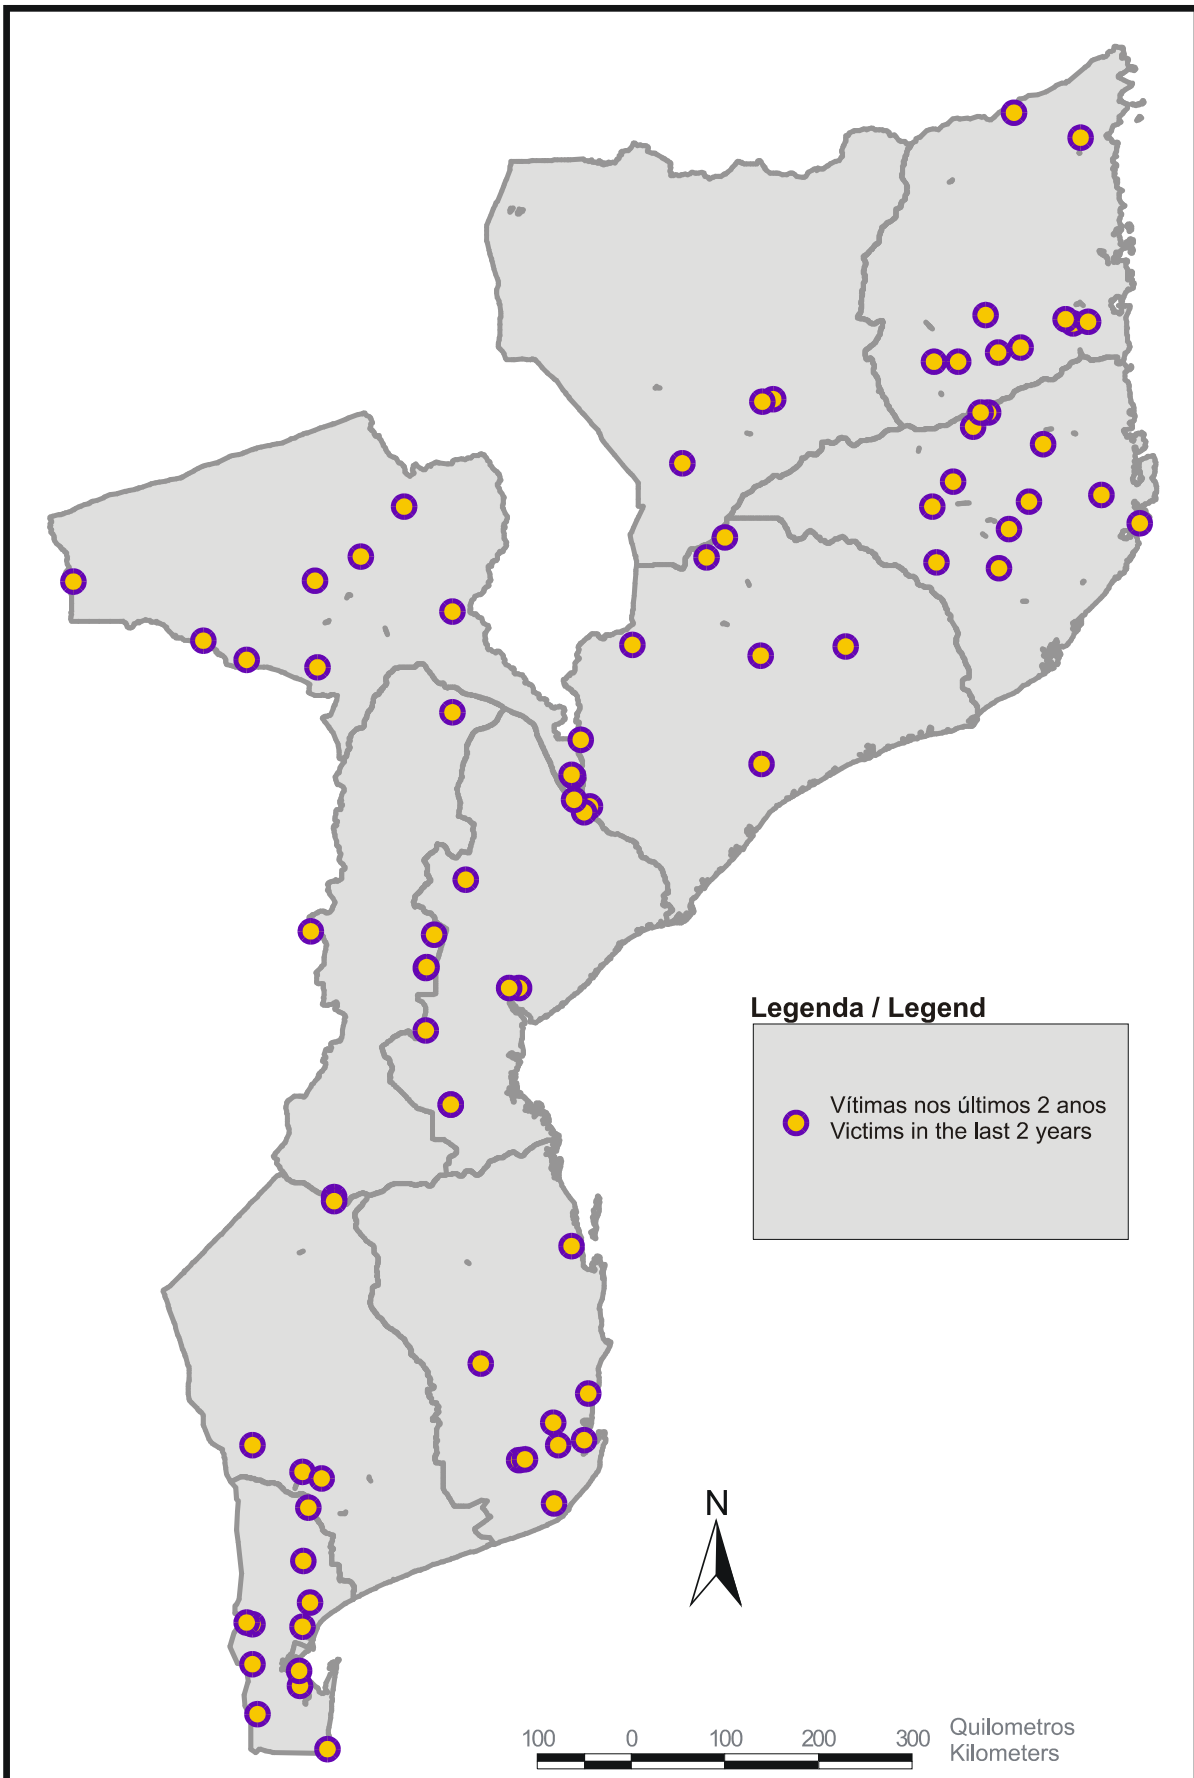 Legenda / Legend
Vítimas nos últimos 2 anos
Victims in the last 2 years
N
100 0 100 200 300
Quilometros
Kilometers